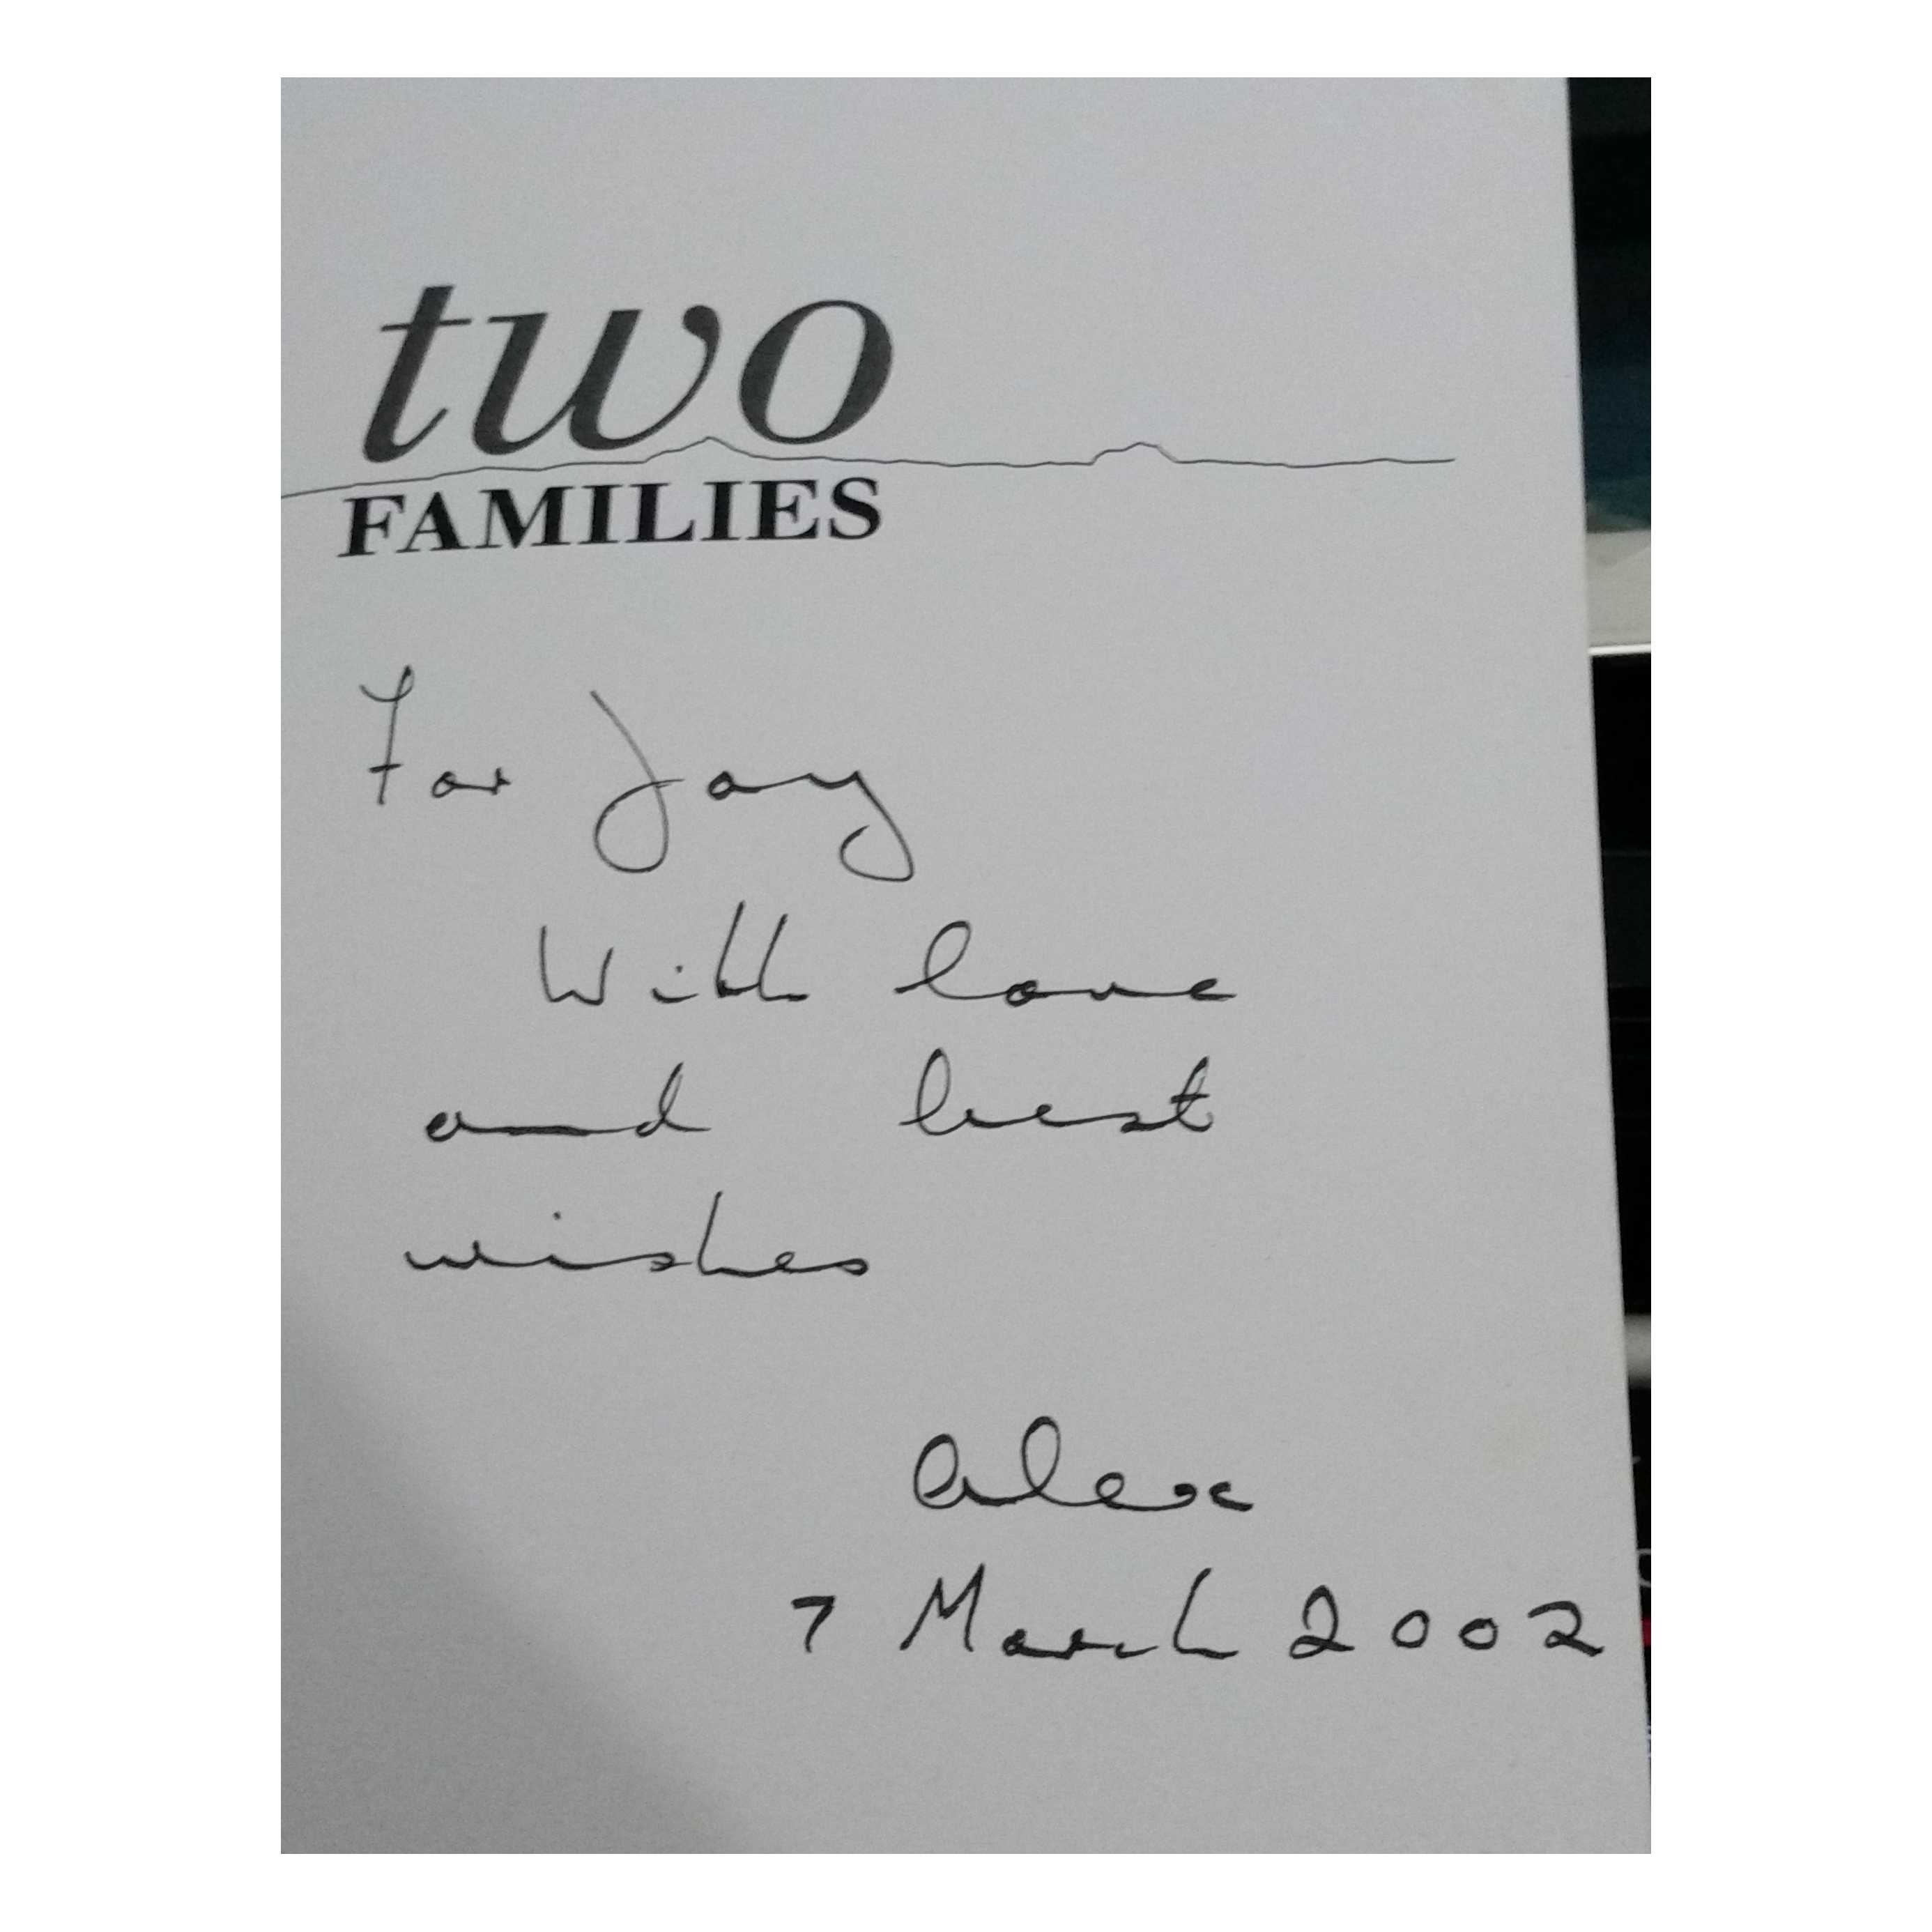 two
FAMILIES
For Jay
With love
and best
wishes
Alex
7 March 2002